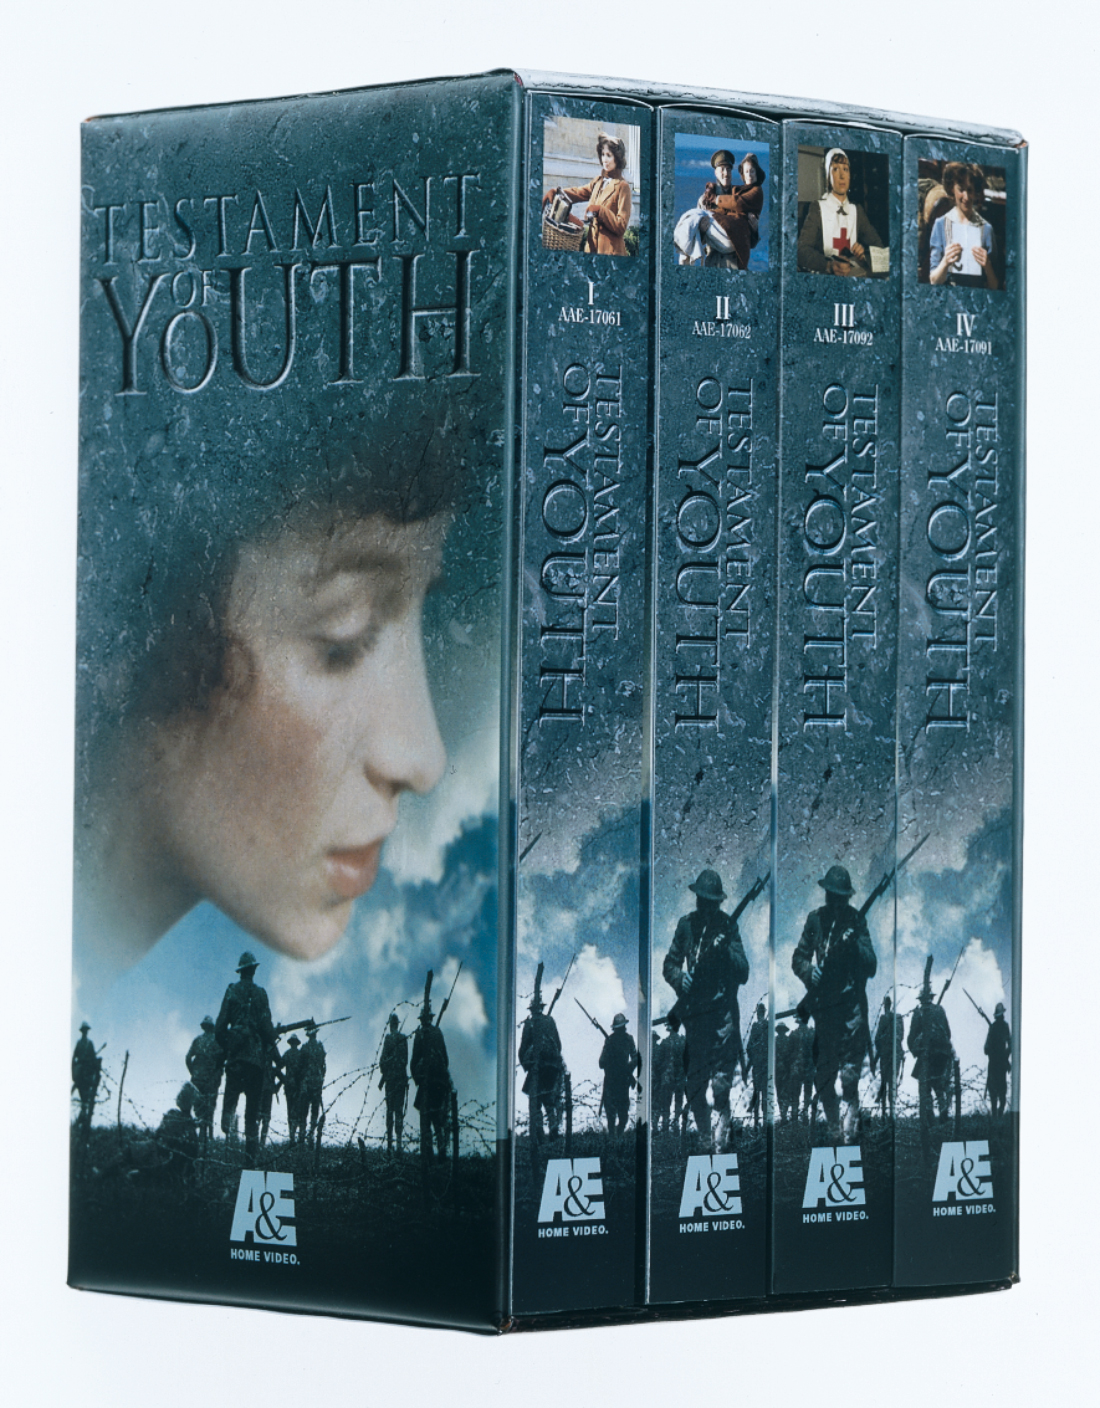 TESTAMENT
OF
YOUTH
A&E
HOME VIDEO.
I
AAE-17061
TESTAMENT
OF YOUTH
A&E
HOME VIDEO.
II
AAE-17062
TESTAMENT
OF YOUTH
A&E
HOME VIDEO.
III
AAE-17092
TESTAMENT
OF YOUTH
A&E
HOME VIDEO.
IV
AAE-17091
TESTAMENT
OF YOUTH
A&E
HOME VIDEO.